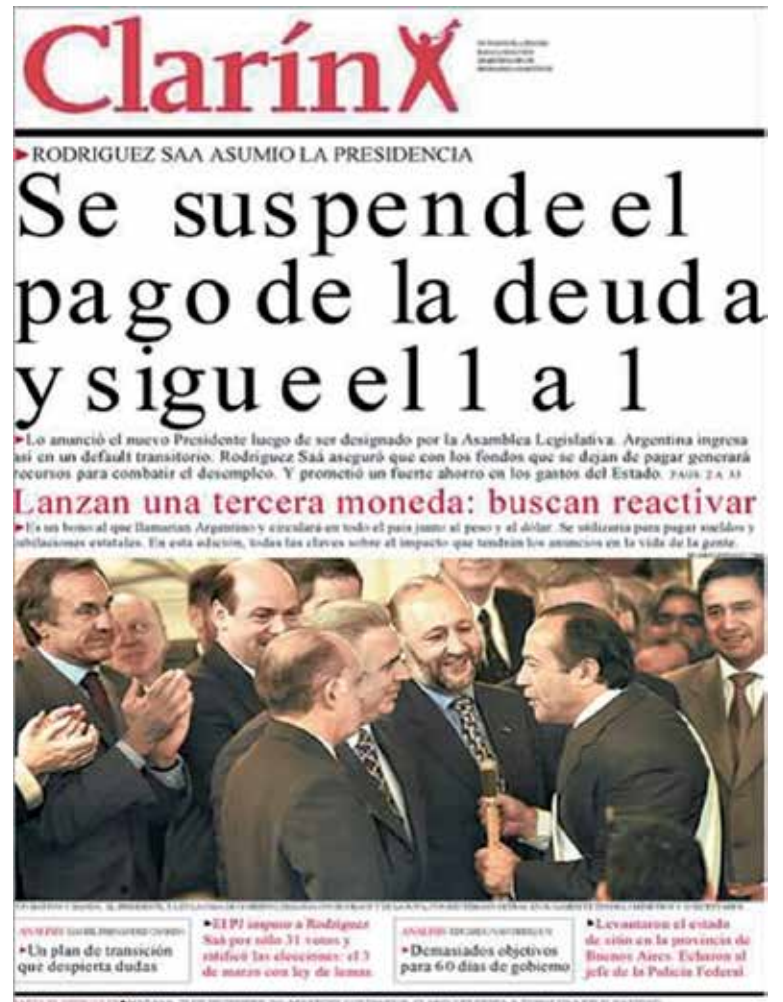 Clarín
▶RODRIGUEZ SAA ASUMIO LA PRESIDENCIA
Se suspende el
pago de la deuda
y sigue el 1 a 1
▶Lo anunció el nuevo Presidente luego de ser designado por la Asamblea Legislativa. Argentina ingresa
así en un default transitorio. Rodríguez Saá aseguró que con los fondos que se dejan de pagar generará
recursos para combatir el desempleo. Y prometió un fuerte ahorro en los gastos del Estado. PAGS. 2 A 33
Lanzan una tercera moneda: buscan reactivar
▶Es un bono al que llamarían Argentino y circulará en todo el país junto al peso y al dólar. Se utilizaría para pagar sueldos y
jubilaciones estatales. En esta edición, todas las claves sobre el impacto que tendrán los anuncios en la vida de la gente.
ANALISIS
▶Un plan de transición
que despierta dudas
▶El PJ impuso a Rodríguez
Saá por sólo 31 votos y
ratificó las elecciones: el 3
de marzo con ley de lemas
ANALISIS
▶Demasiados objetivos
para 60 días de gobierno
▶Levantaron el estado
de sitio en la provincia de
Buenos Aires. Echaron al
jefe de la Policía Federal